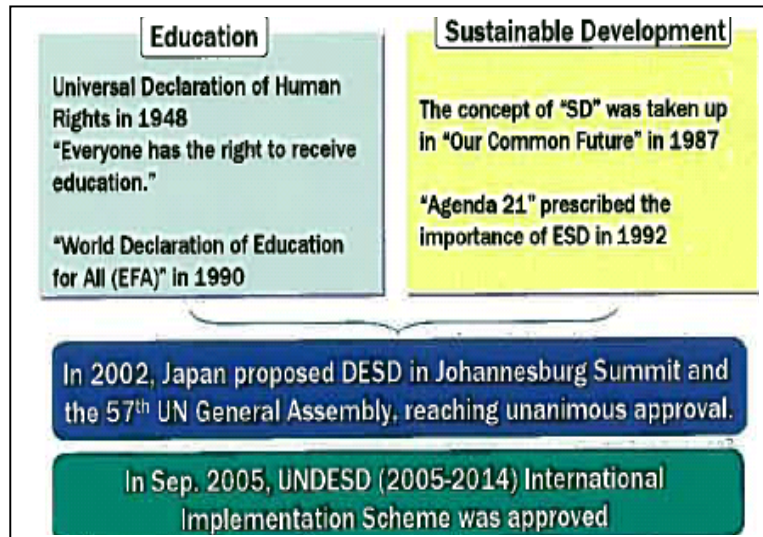 Education
Universal Declaration of Human
Rights in 1948
“Everyone has the right to receive
education.”
“World Declaration of Education
for All (EFA)” in 1990
Sustainable Development
The concept of “SD” was taken up
in “Our Common Future” in 1987
“Agenda 21” prescribed the
importance of ESD in 1992
In 2002, Japan proposed DESD in Johannesburg Summit and
the 57th UN General Assembly, reaching unanimous approval.
In Sep. 2005, UNDESD (2005-2014) International
Implementation Scheme was approved